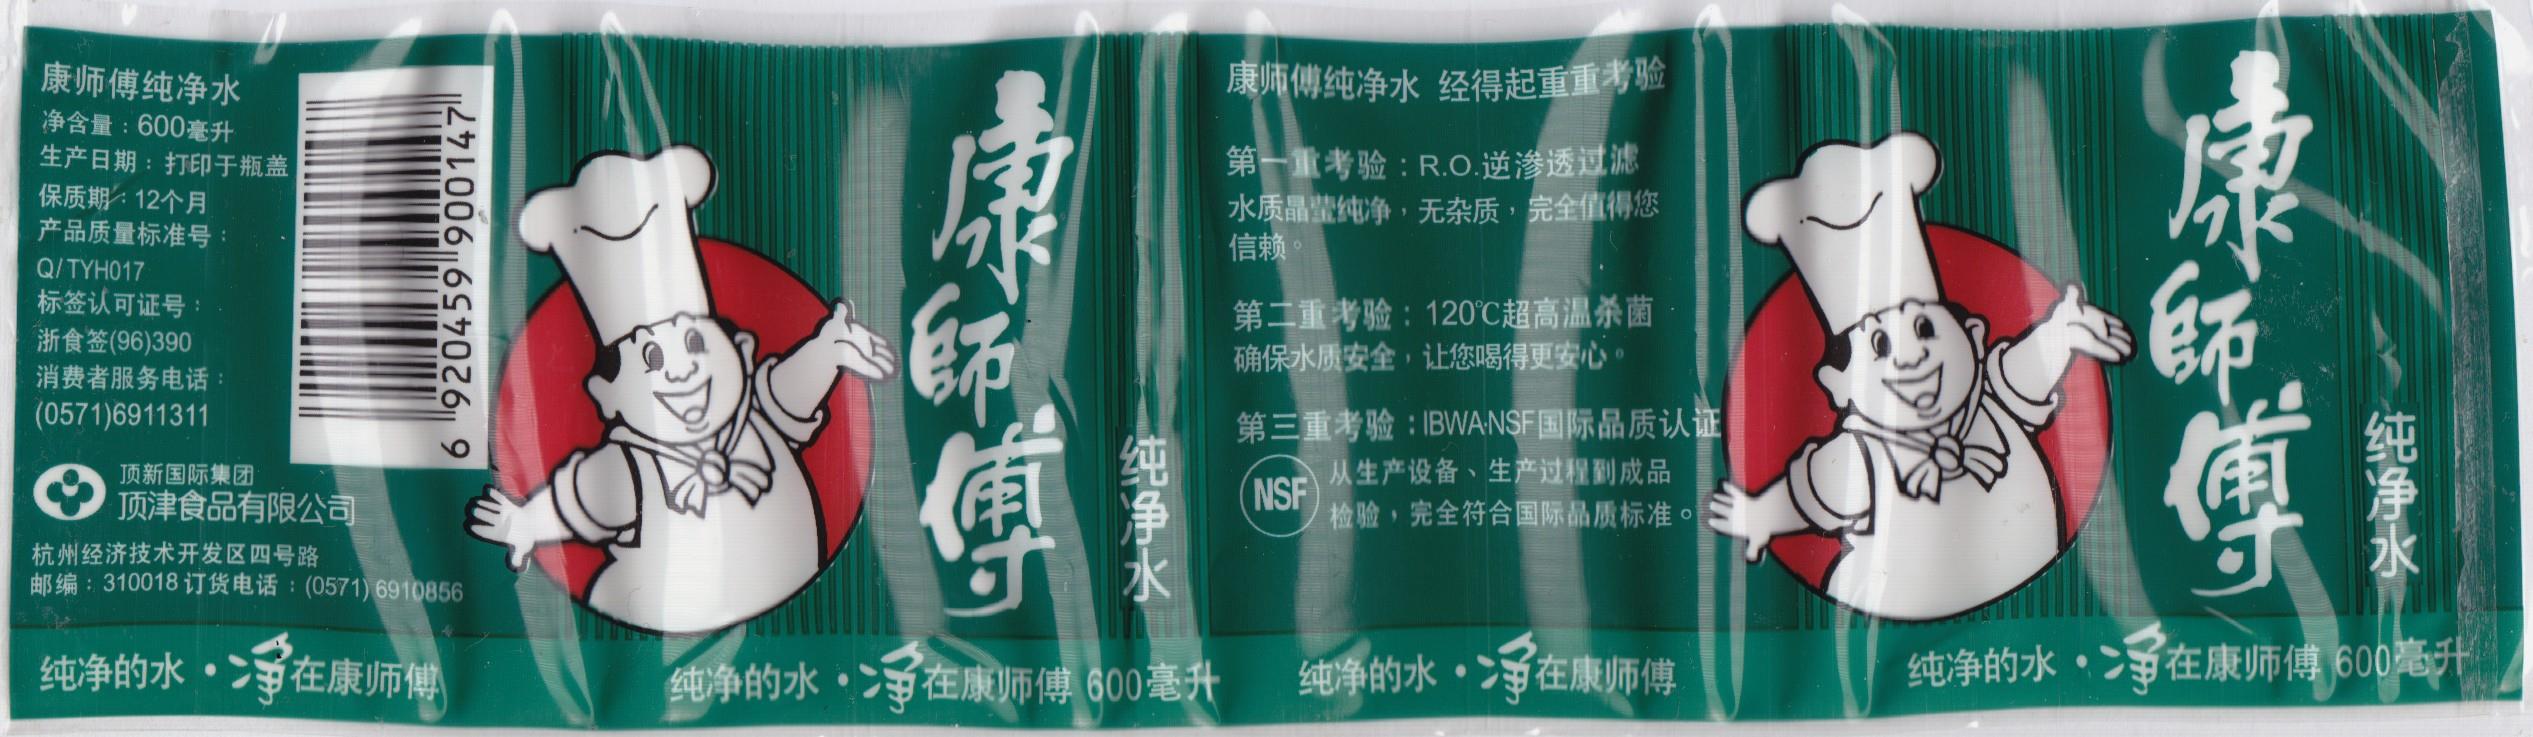 康师傅纯净水
净含量：600毫升
生产日期：打印于瓶盖
保质期：12个月
产品质量标准号：
Q/TYH017
标签认可证号：
浙食签(96)390
消费者服务电话：
(0571)6911311
顶新国际集团
顶津食品有限公司
杭州经济技术开发区四号路
邮编：310018 订货电话：(0571) 6910856
6 920459 900147
康師傅
纯净水
康师傅纯净水 经得起重重考验
第一重考验：R.O.逆渗透过滤
水质晶莹纯净，无杂质，完全值得您
信赖。
第二重考验：120℃超高温杀菌
确保水质安全，让您喝得更安心。
第三重考验：IBWA·NSF国际品质认证
NSF
从生产设备、生产过程到成品
检验，完全符合国际品质标准。
康師傅
纯净水
纯净的水·净在康师傅
纯净的水·净在康师傅 600毫升
纯净的水·净在康师傅
纯净的水·净在康师傅 600毫升